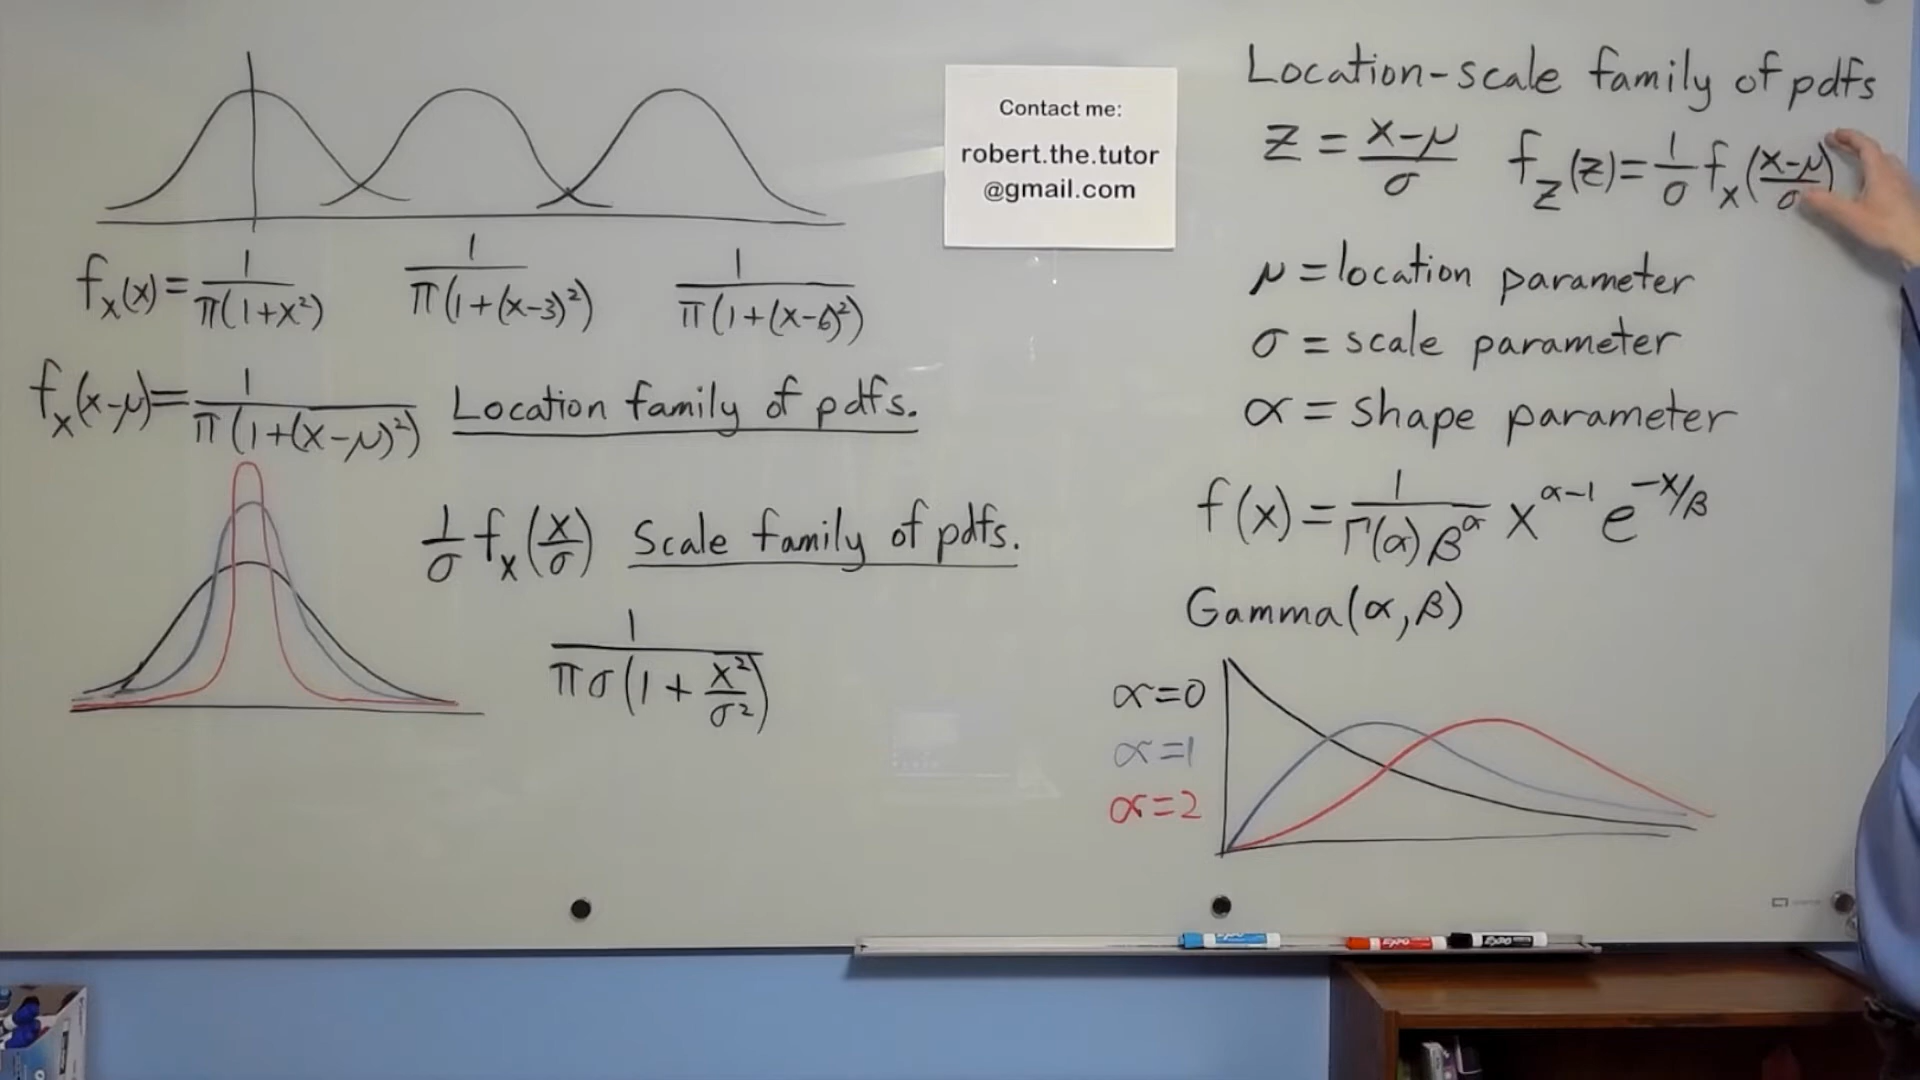 f_X(x) = 1/(π(1+x²))    1/(π(1+(x-3)²))    1/(π(1+(x-6)²))
f_X(x-μ) = 1/(π(1+(x-μ)²))  Location family of pdfs.
1/σ f_X(x/σ)  Scale family of pdfs.
1/(πσ(1+x²/σ²))
Contact me:
robert.the.tutor
@gmail.com
Location-scale family of pdfs
Z = (x-μ)/σ    f_Z(z) = 1/σ f_X((x-μ)/σ)
μ = location parameter
σ = scale parameter
α = shape parameter
f(x) = 1/(Γ(α)β^α) x^(α-1) e^(-x/β)
Gamma(α,β)
α=0
α=1
α=2
EXPO
EXPO